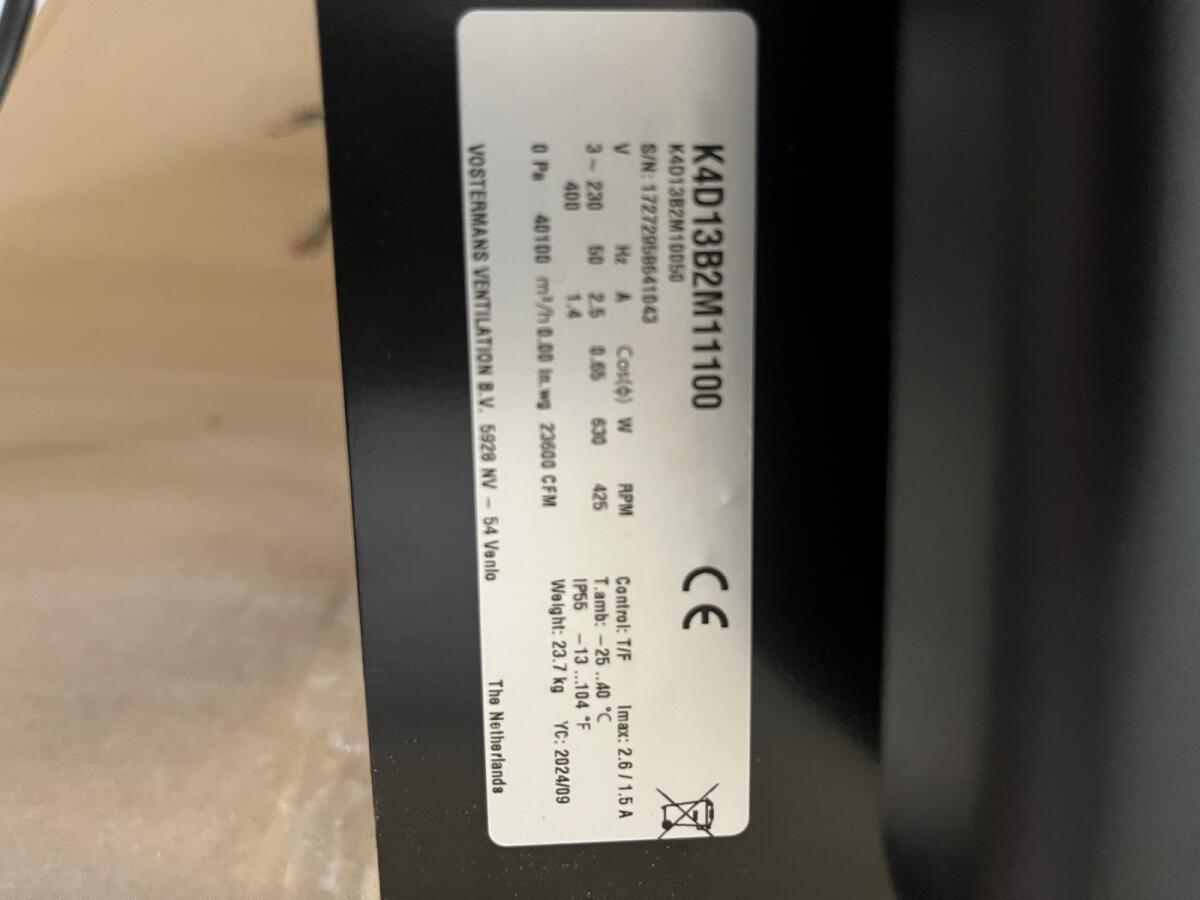 K4D13B2M11100
K4D13B2M10050
S/N: 17272958641043
V Hz A Cos(ϕ) W RPM
3~ 230 50 2.5 0.65 630 425
400 1.4
0 Pa 40100 m³/h 0.00 in.wg 23600 CFM
VOSTERMANS VENTILATION B.V. 5928 NV - 54 Venlo The Netherlands
CE
Control: T/F Imax: 2.6 / 1.5 A
T.amb: -25 ..40 °C
IP55 -13 ...104 °F
Weight: 23.7 kg YC: 2024/09